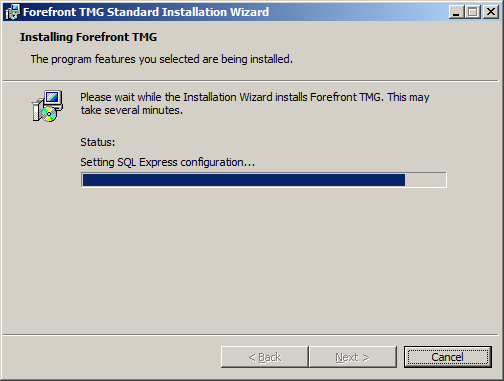 Forefront TMG Standard Installation Wizard
Installing Forefront TMG
The program features you selected are being installed.
Please wait while the Installation Wizard installs Forefront TMG. This may
take several minutes.
Status:
Setting SQL Express configuration...
< Back
Next >
Cancel